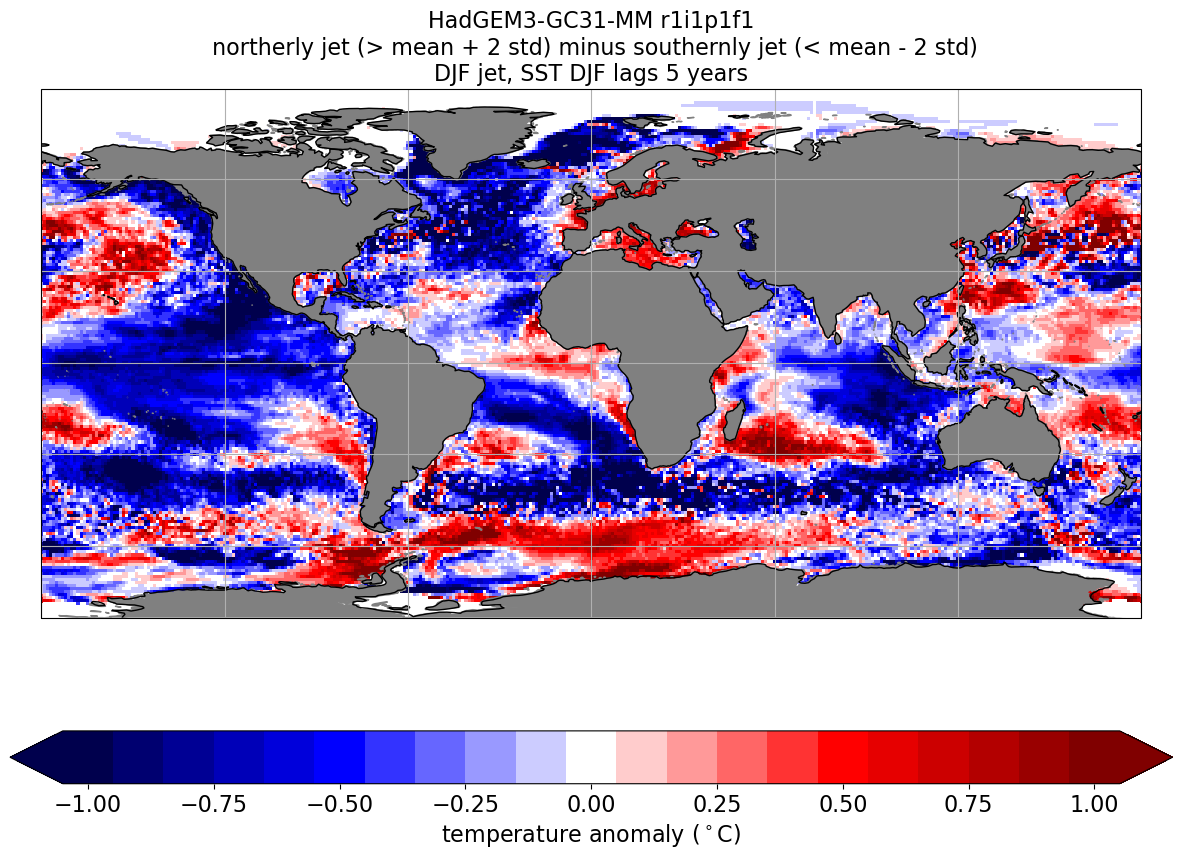 HadGEM3-GC31-MM r1i1p1f1
northerly jet (> mean + 2 std) minus southernly jet (< mean - 2 std)
DJF jet, SST DJF lags 5 years
−1.00 −0.75 −0.50 −0.25 0.00 0.25 0.50 0.75 1.00
temperature anomaly (°C)